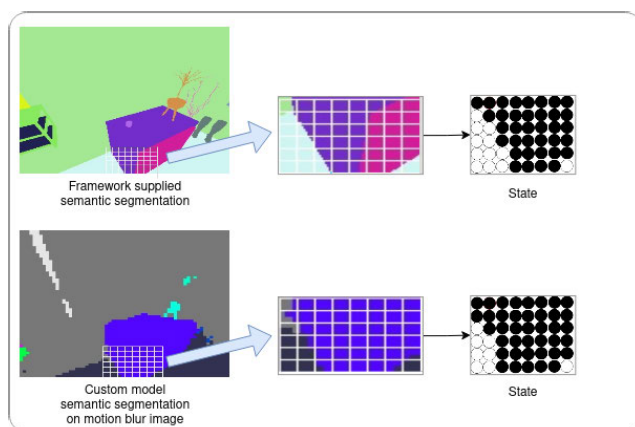 Framework supplied
semantic segmentation
State
Custom model
semantic segmentation
on motion blur image
State